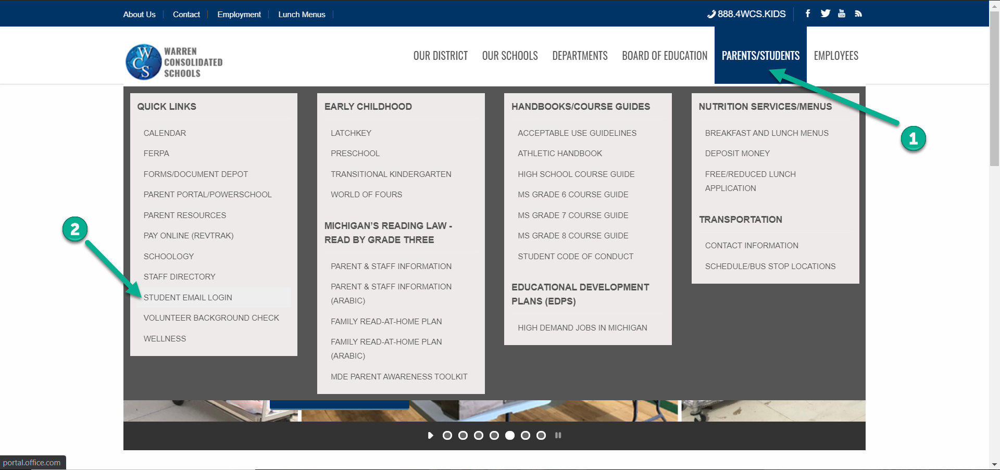 About Us
Contact
Employment
Lunch Menus
888.4WCS.KIDS
WCS
WARREN
CONSOLIDATED
SCHOOLS
OUR DISTRICT
OUR SCHOOLS
DEPARTMENTS
BOARD OF EDUCATION
PARENTS/STUDENTS
EMPLOYEES
1
2
QUICK LINKS
CALENDAR
FERPA
FORMS/DOCUMENT DEPOT
PARENT PORTAL/POWERSCHOOL
PARENT RESOURCES
PAY ONLINE (REVTRAK)
SCHOOLOGY
STAFF DIRECTORY
STUDENT EMAIL LOGIN
VOLUNTEER BACKGROUND CHECK
WELLNESS
EARLY CHILDHOOD
LATCHKEY
PRESCHOOL
TRANSITIONAL KINDERGARTEN
WORLD OF FOURS
MICHIGAN’S READING LAW -
READ BY GRADE THREE
PARENT & STAFF INFORMATION
PARENT & STAFF INFORMATION
(ARABIC)
FAMILY READ-AT-HOME PLAN
FAMILY READ-AT-HOME PLAN
(ARABIC)
MDE PARENT AWARENESS TOOLKIT
HANDBOOKS/COURSE GUIDES
ACCEPTABLE USE GUIDELINES
ATHLETIC HANDBOOK
HIGH SCHOOL COURSE GUIDE
MS GRADE 6 COURSE GUIDE
MS GRADE 7 COURSE GUIDE
MS GRADE 8 COURSE GUIDE
STUDENT CODE OF CONDUCT
EDUCATIONAL DEVELOPMENT
PLANS (EDPS)
HIGH DEMAND JOBS IN MICHIGAN
NUTRITION SERVICES/MENUS
BREAKFAST AND LUNCH MENUS
DEPOSIT MONEY
FREE/REDUCED LUNCH
APPLICATION
TRANSPORTATION
CONTACT INFORMATION
SCHEDULE/BUS STOP LOCATIONS
portal.office.com